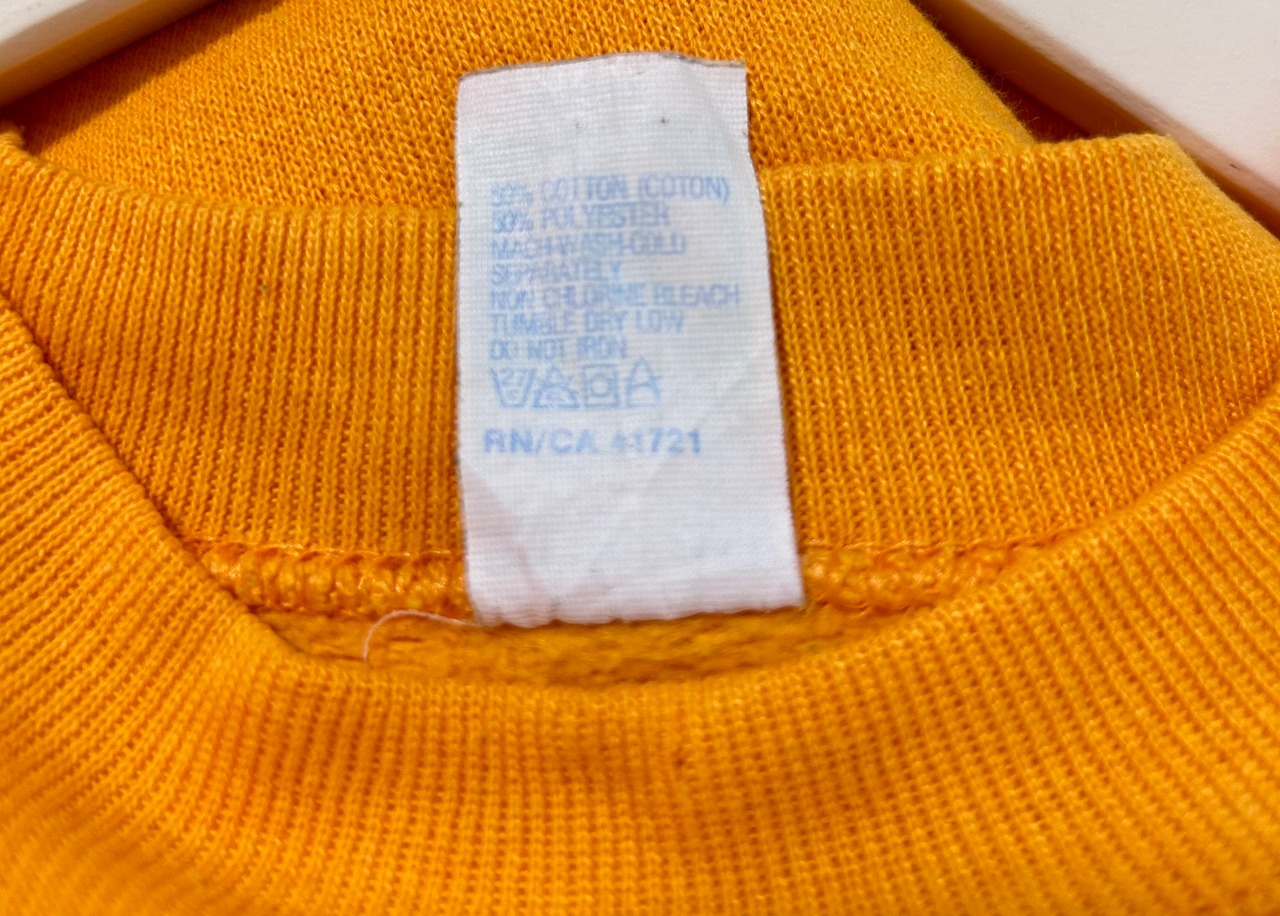 50% COTTON (COTON)
50% POLYESTER
MACH-WASH-COLD
SEPARATELY
NON CHLORINE BLEACH
TUMBLE DRY LOW
DO NOT IRON
RN/CA